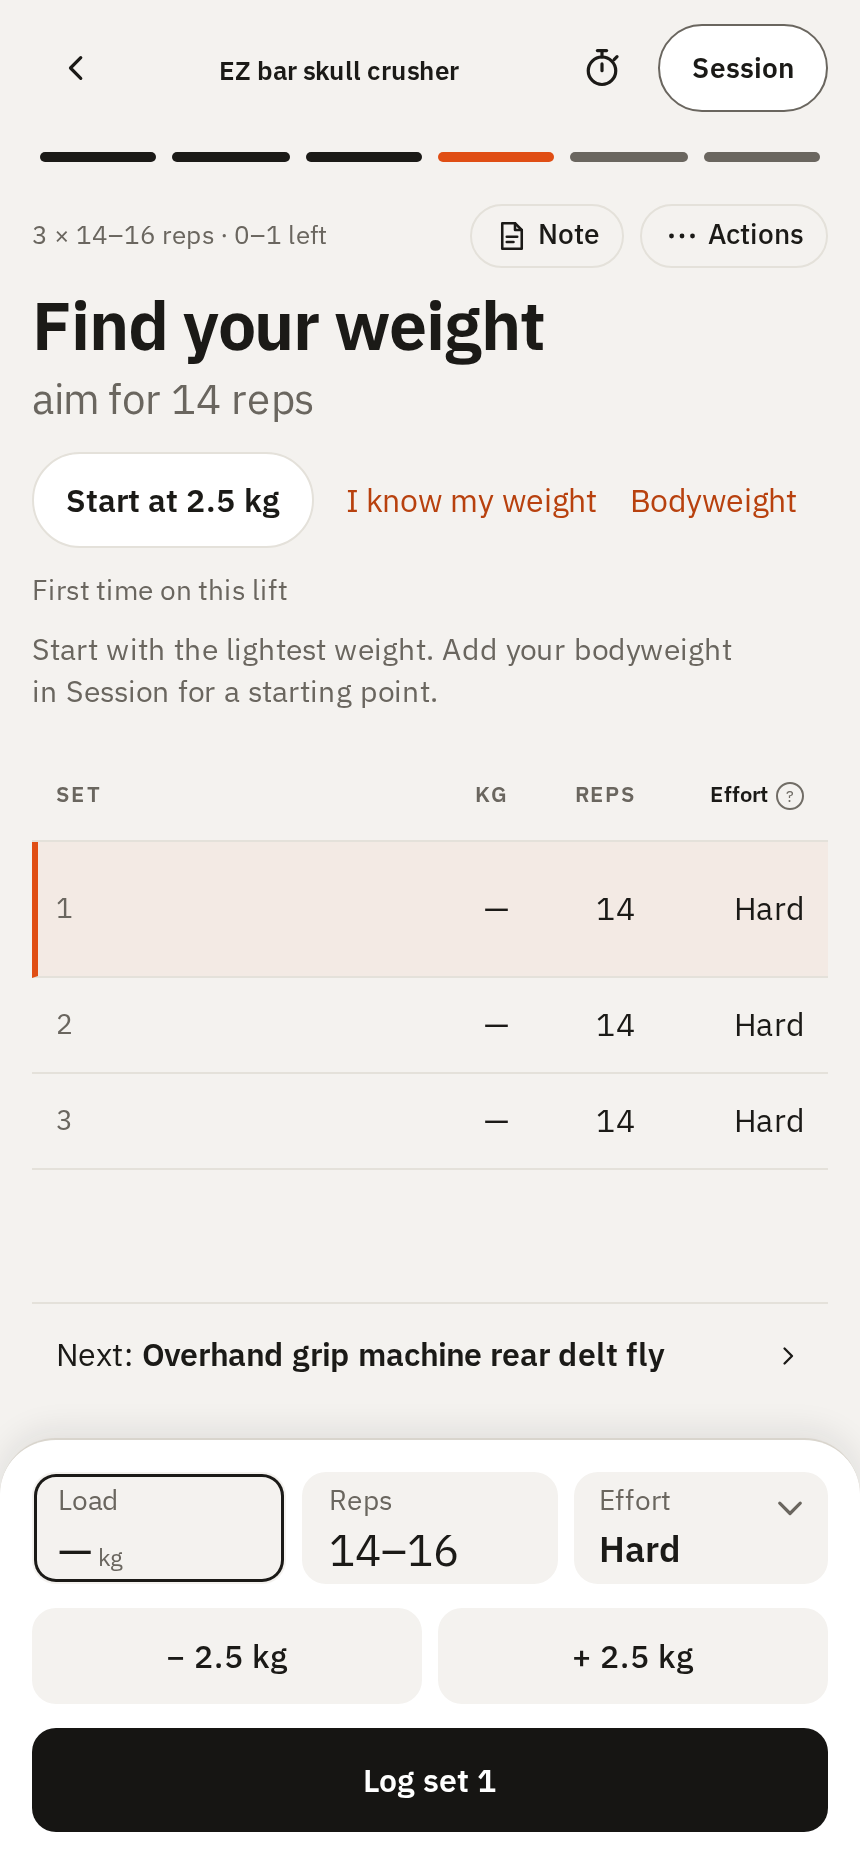 EZ bar skull crusher
Session
3 × 14–16 reps · 0–1 left
Note
Actions
Find your weight
aim for 14 reps
Start at 2.5 kg
I know my weight
Bodyweight
First time on this lift
Start with the lightest weight. Add your bodyweight
in Session for a starting point.
SET KG REPS Effort ?
1 — 14 Hard
2 — 14 Hard
3 — 14 Hard
Next: Overhand grip machine rear delt fly
Load Reps Effort
— kg 14–16 Hard
− 2.5 kg + 2.5 kg
Log set 1